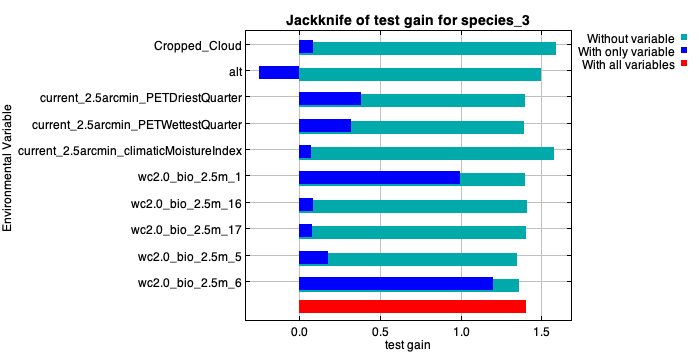 Jackknife of test gain for species_3
Without variable
With only variable
With all variables
Environmental Variable
Cropped_Cloud
alt
current_2.5arcmin_PETDriestQuarter
current_2.5arcmin_PETWettestQuarter
current_2.5arcmin_climaticMoistureIndex
wc2.0_bio_2.5m_1
wc2.0_bio_2.5m_16
wc2.0_bio_2.5m_17
wc2.0_bio_2.5m_5
wc2.0_bio_2.5m_6
0.0 0.5 1.0 1.5
test gain